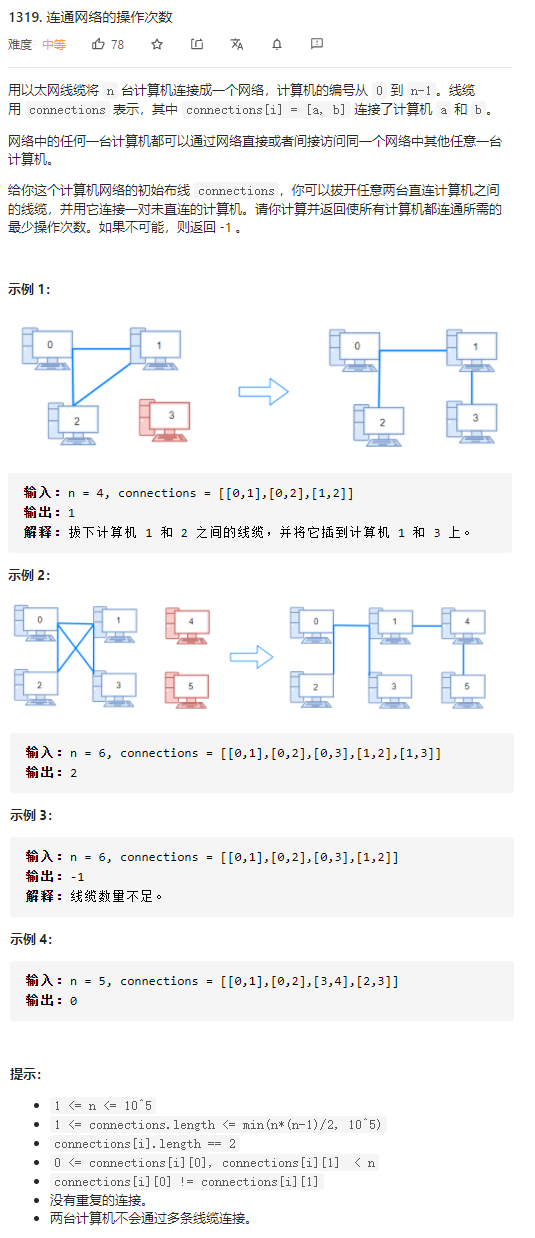 1319. 连通网络的操作次数
难度 中等 78
用以太网线缆将 n 台计算机连接成一个网络，计算机的编号从 0 到 n-1。线缆
用 connections 表示，其中 connections[i] = [a, b] 连接了计算机 a 和 b。
网络中的任何一台计算机都可以通过网络直接或者间接访问同一个网络中其他任意一台
计算机。
给你这个计算机网络的初始布线 connections，你可以拔开任意两台直连计算机之间
的线缆，并用它连接一对未直连的计算机。请你计算并返回使所有计算机都连通所需的
最少操作次数。如果不可能，则返回 -1 。
示例 1：
0 1 0 1
2 3 2 3
输入：n = 4, connections = [[0,1],[0,2],[1,2]]
输出：1
解释：拔下计算机 1 和 2 之间的线缆，并将它插到计算机 1 和 3 上。
示例 2：
0 1 4 0 1 4
2 3 5 2 3 5
输入：n = 6, connections = [[0,1],[0,2],[0,3],[1,2],[1,3]]
输出：2
示例 3：
输入：n = 6, connections = [[0,1],[0,2],[0,3],[1,2]]
输出：-1
解释：线缆数量不足。
示例 4：
输入：n = 5, connections = [[0,1],[0,2],[3,4],[2,3]]
输出：0
提示：
1 <= n <= 10^5
1 <= connections.length <= min(n*(n-1)/2, 10^5)
connections[i].length == 2
0 <= connections[i][0], connections[i][1] < n
connections[i][0] != connections[i][1]
没有重复的连接。
两台计算机不会通过多条线缆连接。